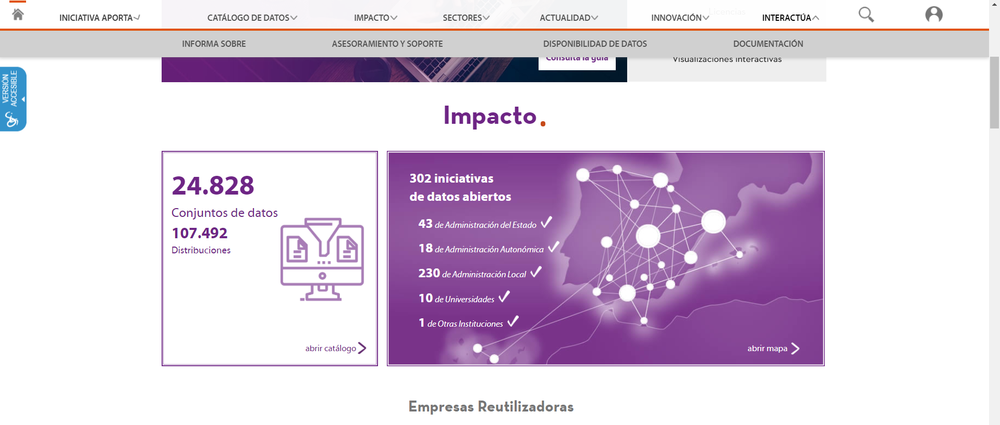 INICIATIVA APORTA
CATÁLOGO DE DATOS
IMPACTO
SECTORES
ACTUALIDAD
INNOVACIÓN
Licencias
INTERACTÚA
INFORMA SOBRE
ASESORAMIENTO Y SOPORTE
DISPONIBILIDAD DE DATOS
DOCUMENTACIÓN
Consulta la guía
Visualizaciones interactivas
VERSIÓN
ACCESIBLE
Impacto.
24.828
Conjuntos de datos
107.492
Distribuciones
abrir catálogo
302 iniciativas
de datos abiertos
43 de Administración del Estado
18 de Administración Autonómica
230 de Administración Local
10 de Universidades
1 de Otras Instituciones
abrir mapa
Empresas Reutilizadoras